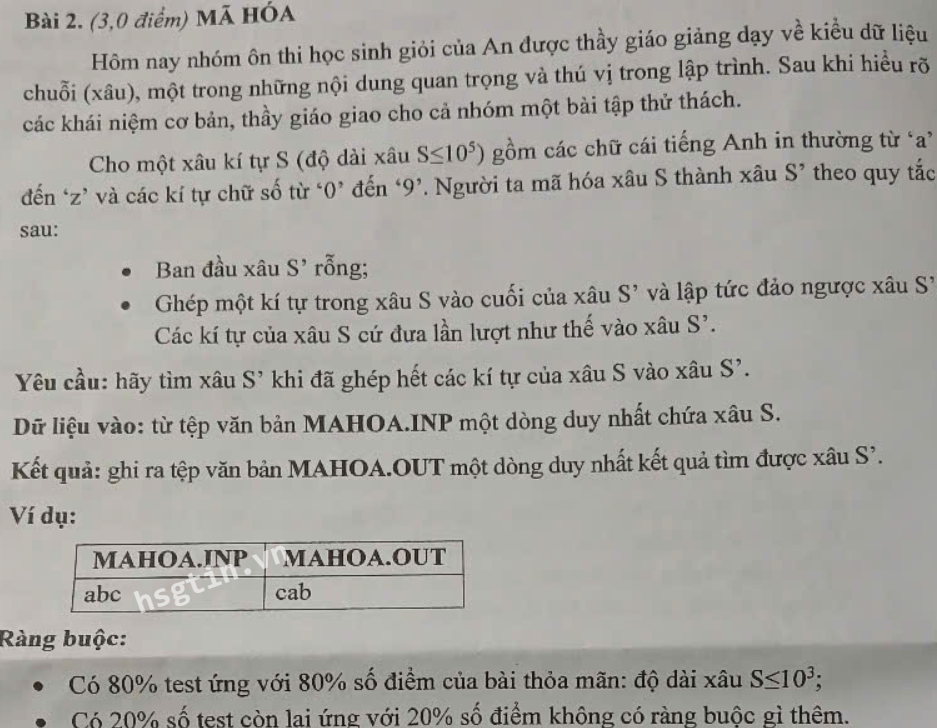 Bài 2. (3,0 điểm) MÃ HÓA
Hôm nay nhóm ôn thi học sinh giỏi của An được thầy giáo giảng dạy về kiểu dữ liệu
chuỗi (xâu), một trong những nội dung quan trọng và thú vị trong lập trình. Sau khi hiểu rõ
các khái niệm cơ bản, thầy giáo giao cho cả nhóm một bài tập thử thách.
Cho một xâu kí tự S (độ dài xâu S≤10⁵) gồm các chữ cái tiếng Anh in thường từ ‘a’
đến ‘z’ và các kí tự chữ số từ ‘0’ đến ‘9’. Người ta mã hóa xâu S thành xâu S’ theo quy tắc
sau:
• Ban đầu xâu S’ rỗng;
• Ghép một kí tự trong xâu S vào cuối của xâu S’ và lập tức đảo ngược xâu S’
Các kí tự của xâu S cứ đưa lần lượt như thế vào xâu S’.
Yêu cầu: hãy tìm xâu S’ khi đã ghép hết các kí tự của xâu S vào xâu S’.
Dữ liệu vào: từ tệp văn bản MAHOA.INP một dòng duy nhất chứa xâu S.
Kết quả: ghi ra tệp văn bản MAHOA.OUT một dòng duy nhất kết quả tìm được xâu S’.
Ví dụ:
MAHOA.INP MAHOA.OUT
abc cab
hsgtin.vn
Ràng buộc:
• Có 80% test ứng với 80% số điểm của bài thỏa mãn: độ dài xâu S≤10³;
• Có 20% số test còn lại ứng với 20% số điểm không có ràng buộc gì thêm.